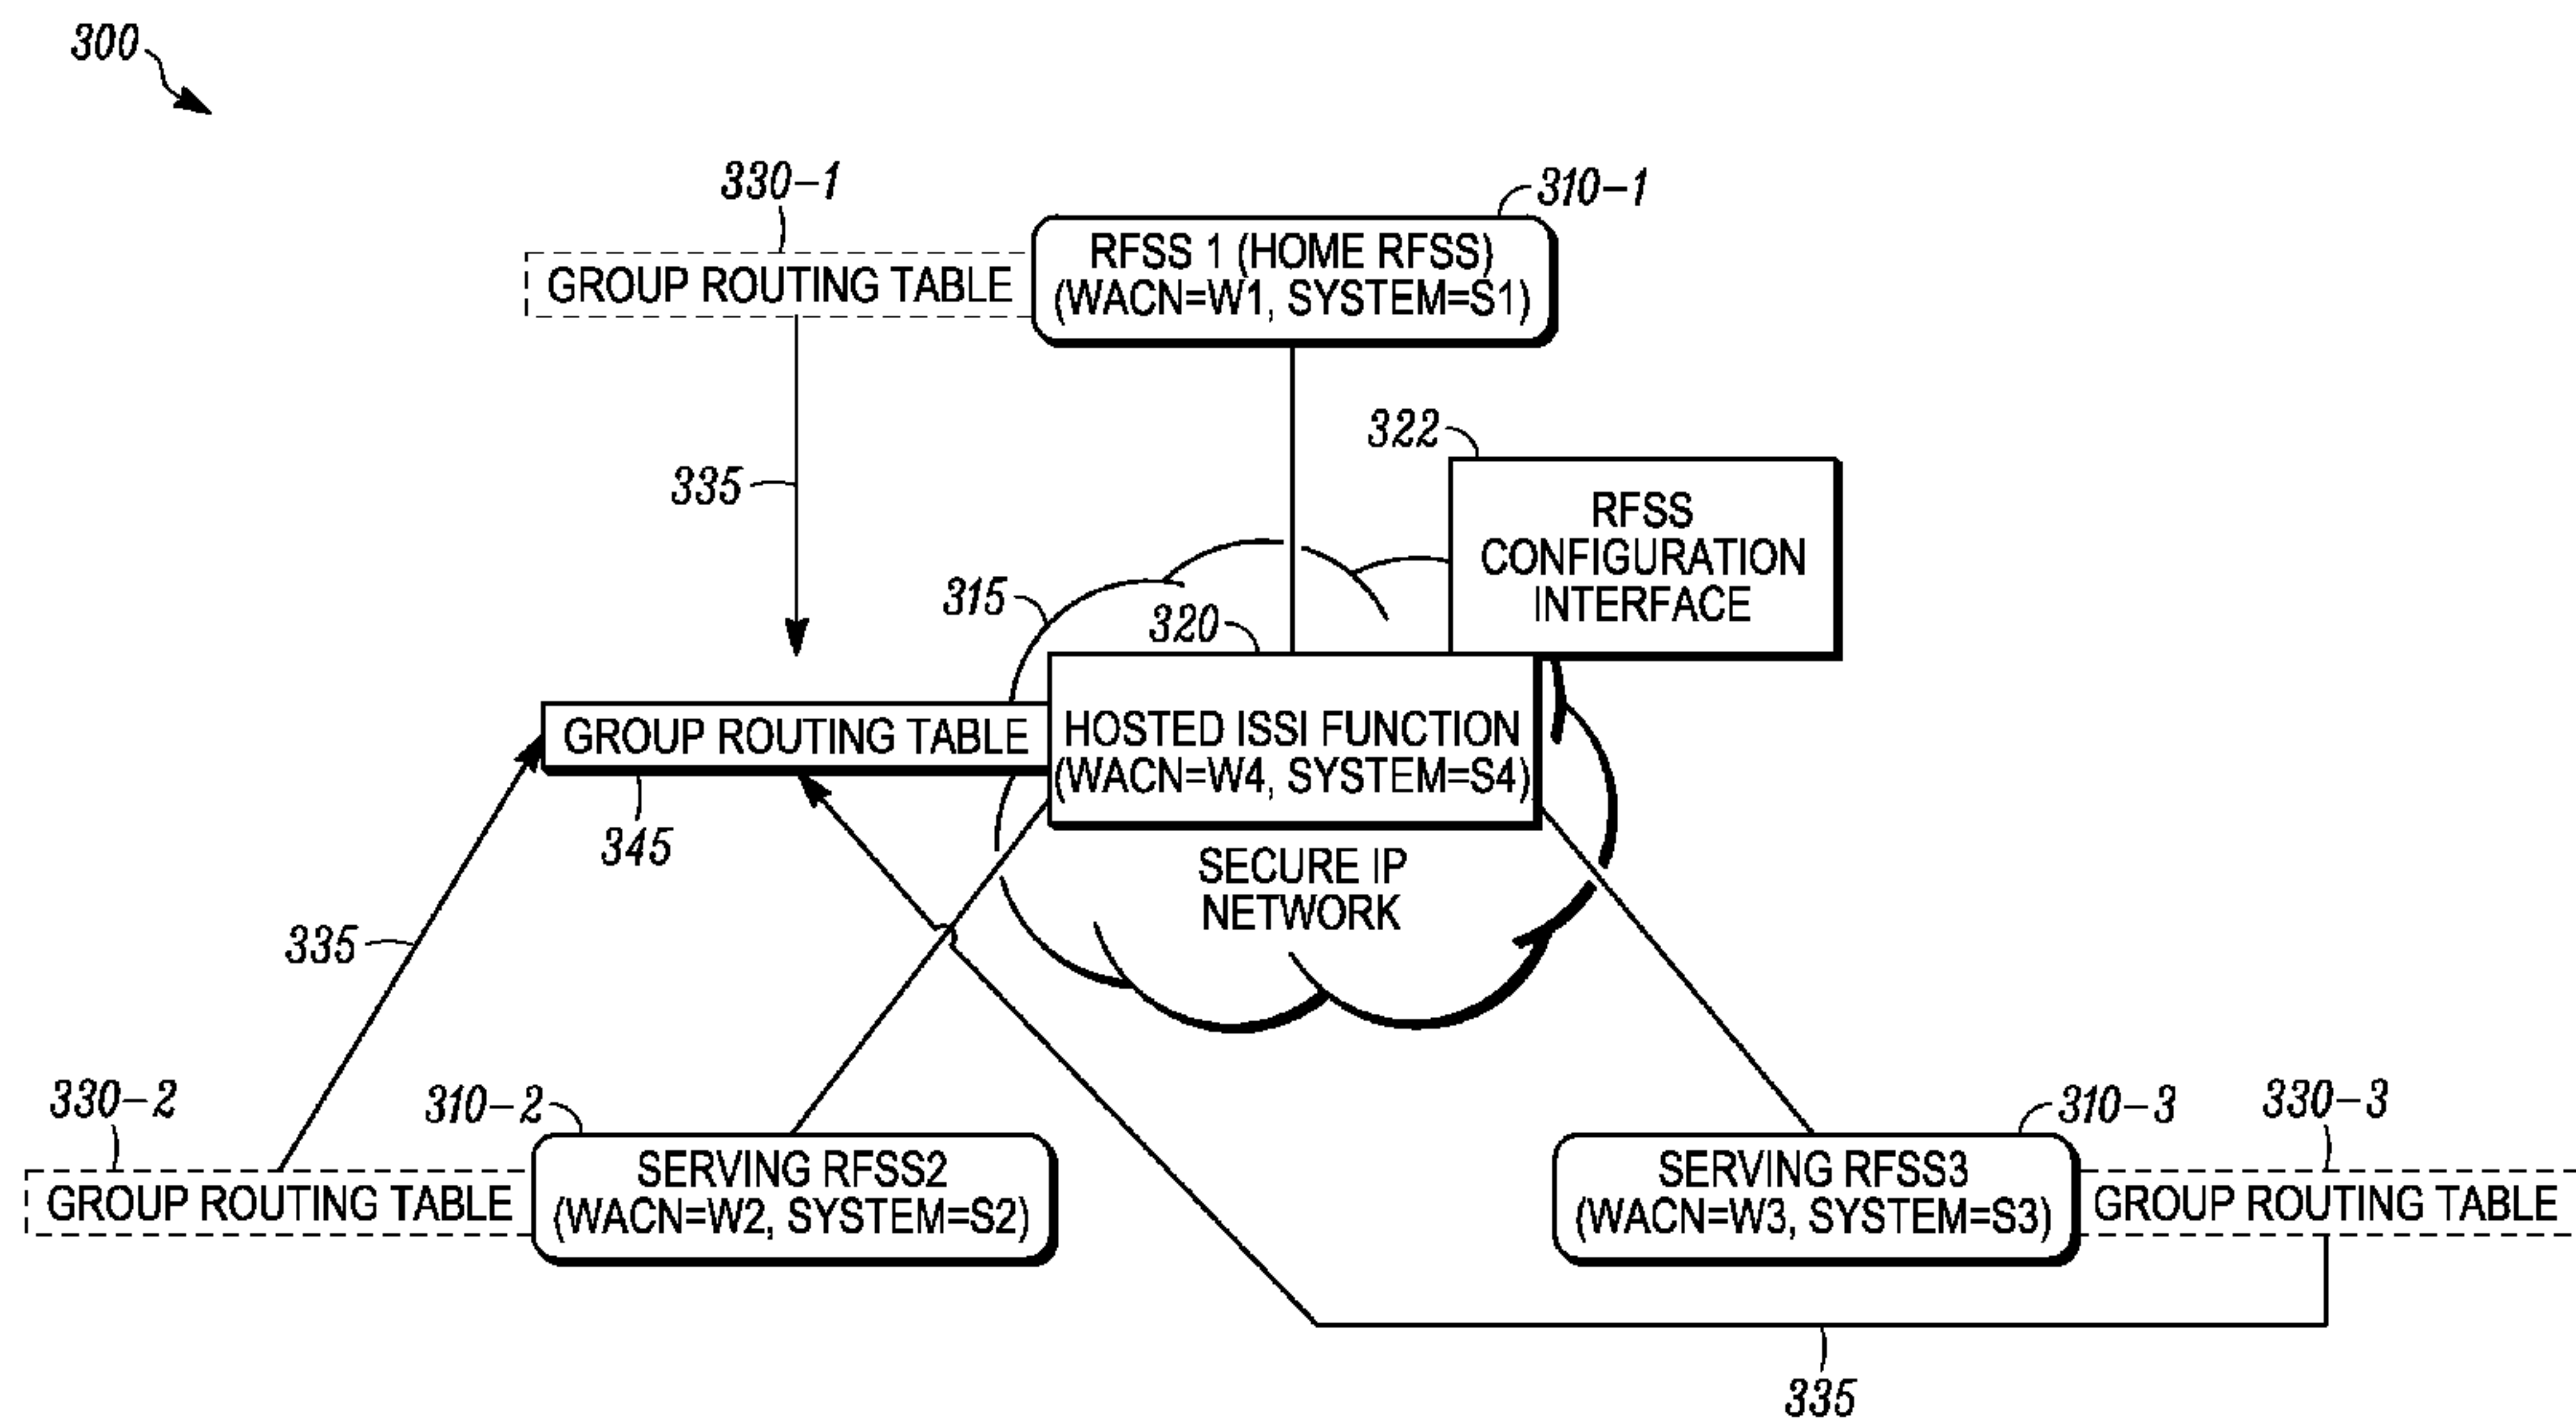 300
330-1
310-1
GROUP ROUTING TABLE
RFSS 1 (HOME RFSS)
(WACN=W1, SYSTEM=S1)
335
322
RFSS
CONFIGURATION
INTERFACE
315
320
GROUP ROUTING TABLE
345
HOSTED ISSI FUNCTION
(WACN=W4, SYSTEM=S4)
SECURE IP
NETWORK
335
330-2
310-2
GROUP ROUTING TABLE
SERVING RFSS2
(WACN=W2, SYSTEM=S2)
310-3
330-3
SERVING RFSS3
(WACN=W3, SYSTEM=S3)
GROUP ROUTING TABLE
335